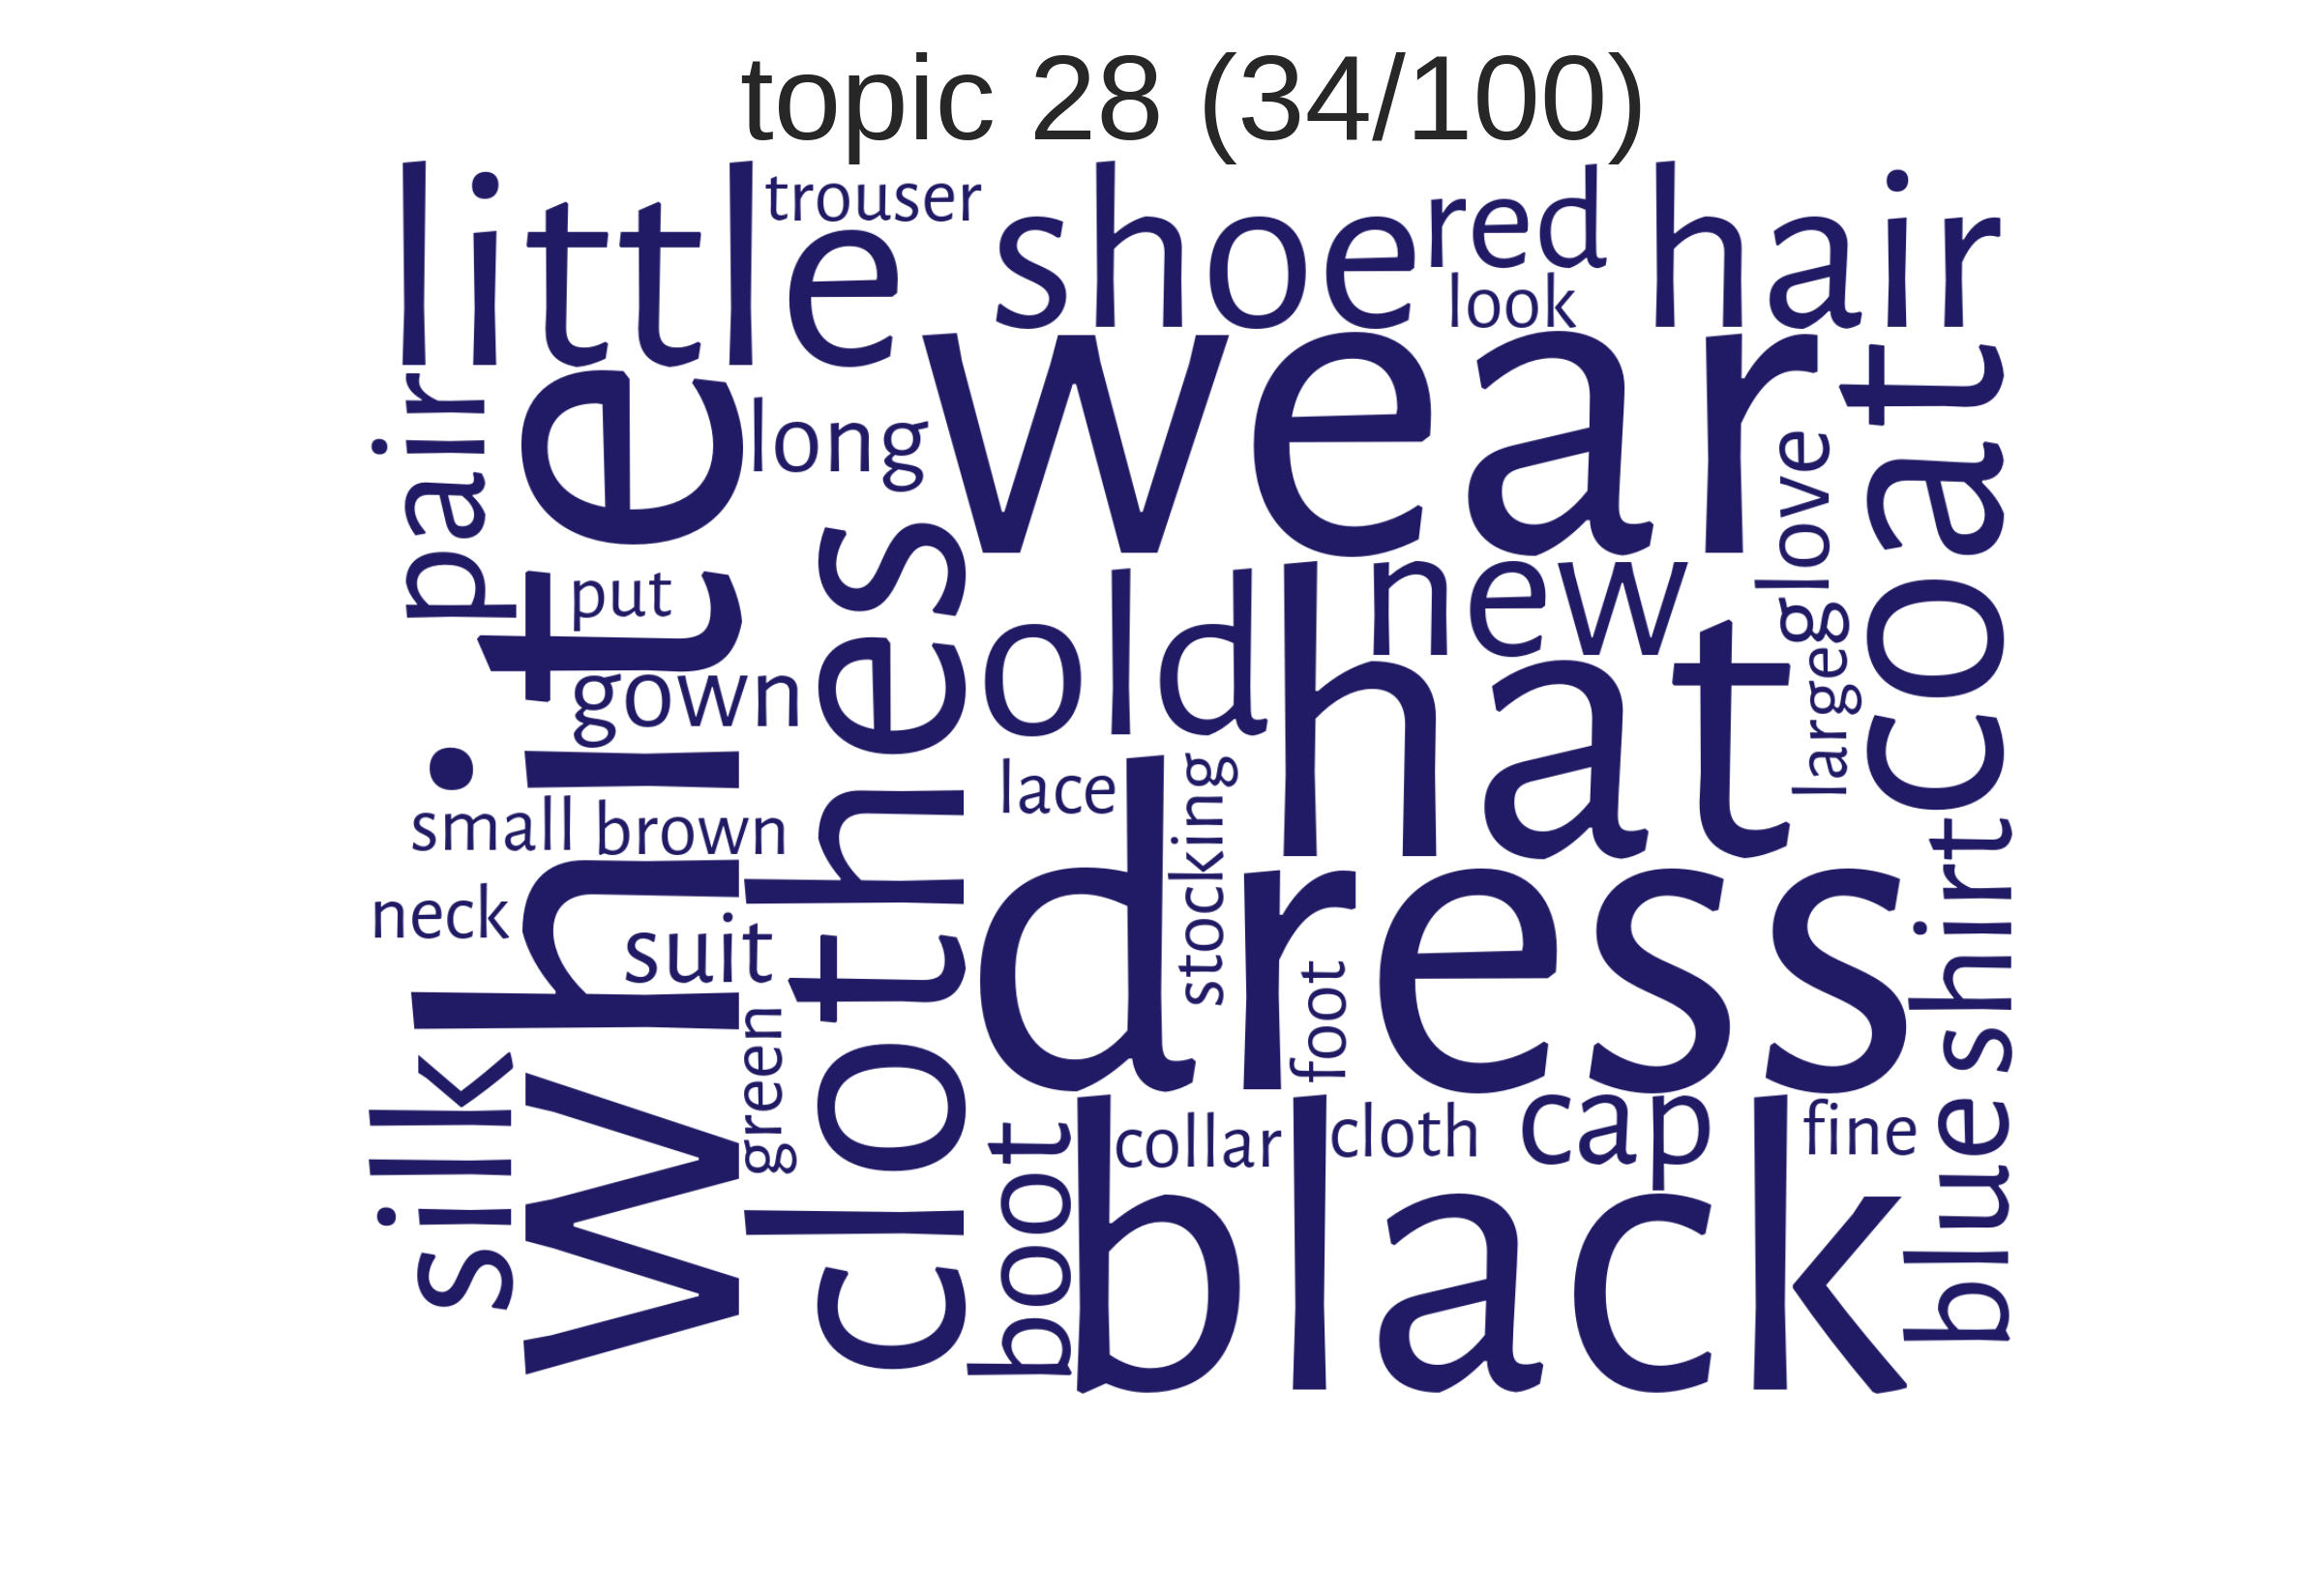 topic 28 (34/100)
little
trouser
shoe
red
look
hair
pair
white
long
wear
coat
glove
put
gown
clothes
old
new
hat
large
small
brown
lace
stocking
dress
shirt
neck
suit
foot
silk
green
boot
collar
cloth
cap
fine
black
blue